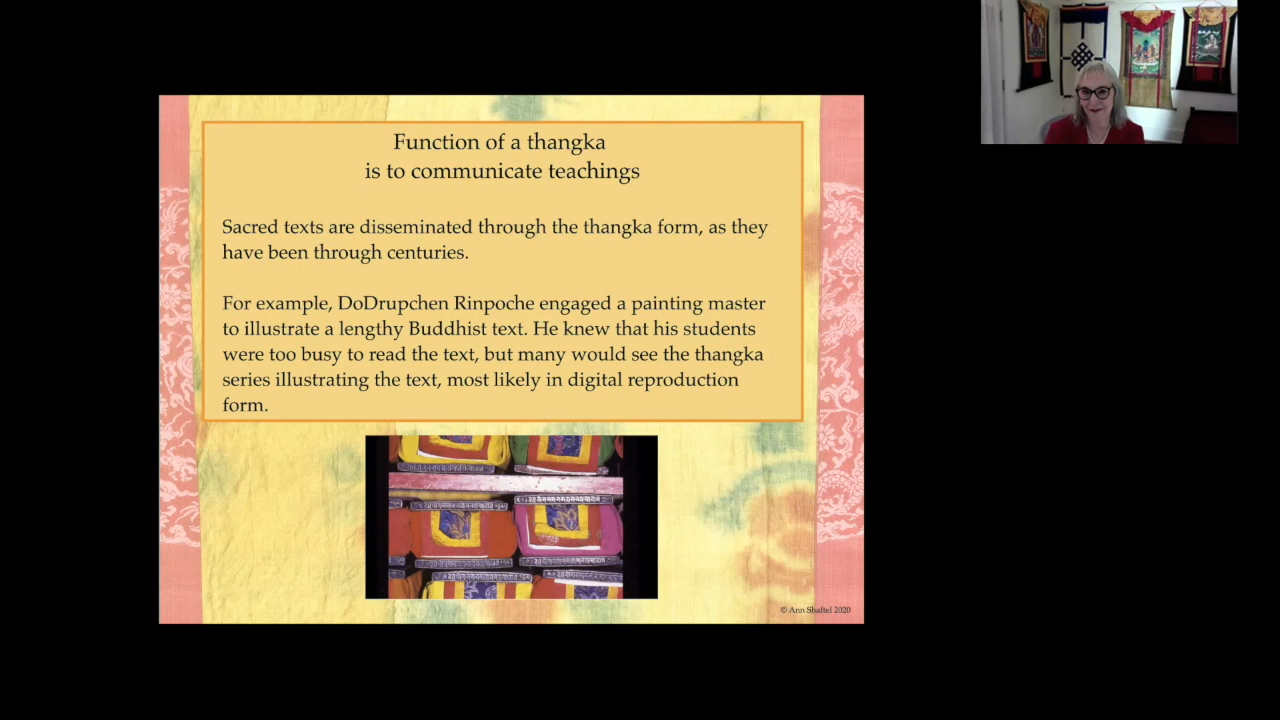 Function of a thangka
is to communicate teachings
Sacred texts are disseminated through the thangka form, as they
have been through centuries.
For example, DoDrupchen Rinpoche engaged a painting master
to illustrate a lengthy Buddhist text. He knew that his students
were too busy to read the text, but many would see the thangka
series illustrating the text, most likely in digital reproduction
form.
© Ann Shaftel 2020